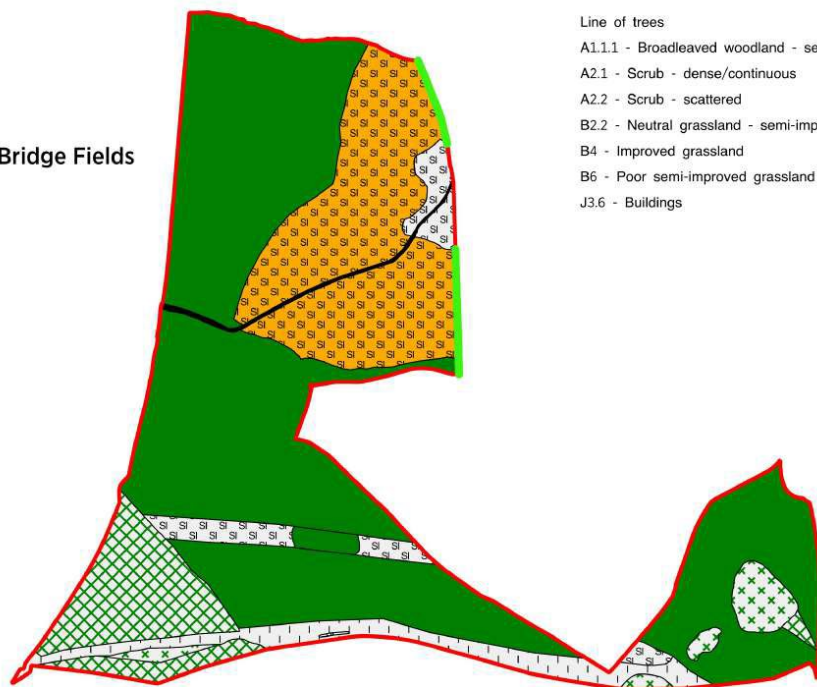 Line of trees
A1.1.1 - Broadleaved woodland - se
A2.1 - Scrub - dense/continuous
A2.2 - Scrub - scattered
B2.2 - Neutral grassland - semi-imp
B4 - Improved grassland
B6 - Poor semi-improved grassland
J3.6 - Buildings
Bridge Fields